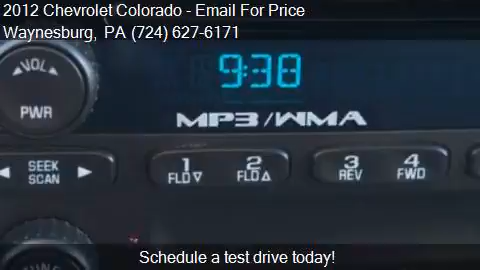 2012 Chevrolet Colorado - Email For Price
Waynesburg, PA (724) 627-6171
VOL
9:38
PWR
MP3/WMA
SEEK
SCAN
1
FLD
2
FLD
3
REV
4
FWD
Schedule a test drive today!